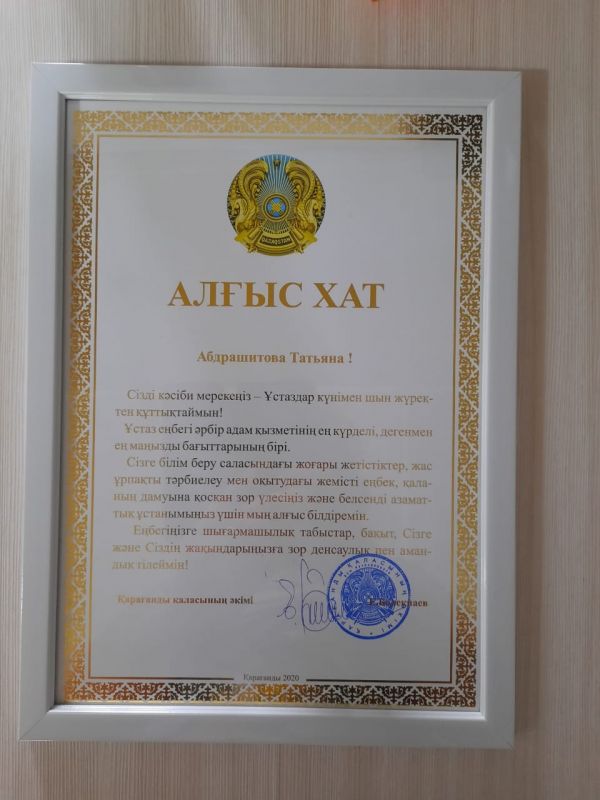 QAZAQSTAN
АЛҒЫС ХАТ
Абдрашитова Татьяна !
Сізді кәсіби мерекеңіз – Ұстаздар күнімен шын жүрек-
тен құттықтаймын!
Ұстаз еңбегі әрбір адам қызметінің ең күрделі, дегенмен
ең маңызды бағыттарының бірі.
Сізге білім беру саласындағы жоғары жетістіктер, жас
ұрпақты тәрбиелеу мен оқытудағы жемісті еңбек, қала-
ның дамуына қосқан зор үлесіңіз және белсенді азамат-
тық ұстанымыңыз үшін мың алғыс білдіремін.
Еңбегіңізге шығармашылық табыстар, бақыт, Сізге
және Сіздің жақындарыңызға зор денсаулық пен аман-
дық тілеймін!
Қарағанды қаласының әкімі
Қарағанды 2020